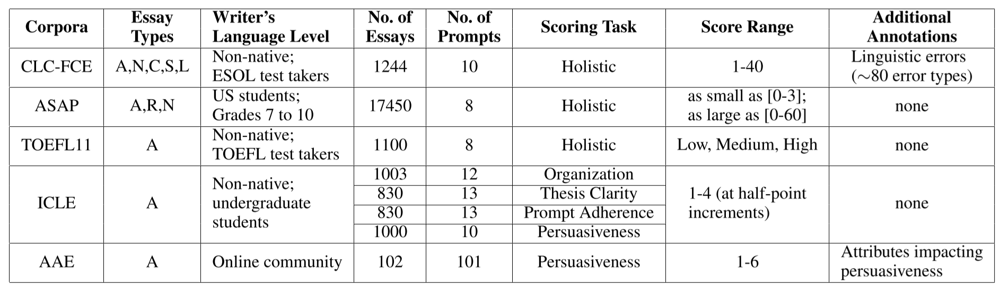 Corpora | Essay Types | Writer's Language Level | No. of Essays | No. of Prompts | Scoring Task | Score Range | Additional Annotations
CLC-FCE | A,N,C,S,L | Non-native; ESOL test takers | 1244 | 10 | Holistic | 1-40 | Linguistic errors (∼80 error types)
ASAP | A,R,N | US students; Grades 7 to 10 | 17450 | 8 | Holistic | as small as [0-3]; as large as [0-60] | none
TOEFL11 | A | Non-native; TOEFL test takers | 1100 | 8 | Holistic | Low, Medium, High | none
ICLE | A | Non-native; undergraduate students | 1003 | 12 | Organization | 1-4 (at half-point increments) | none
830 | 13 | Thesis Clarity
830 | 13 | Prompt Adherence
1000 | 10 | Persuasiveness
AAE | A | Online community | 102 | 101 | Persuasiveness | 1-6 | Attributes impacting persuasiveness